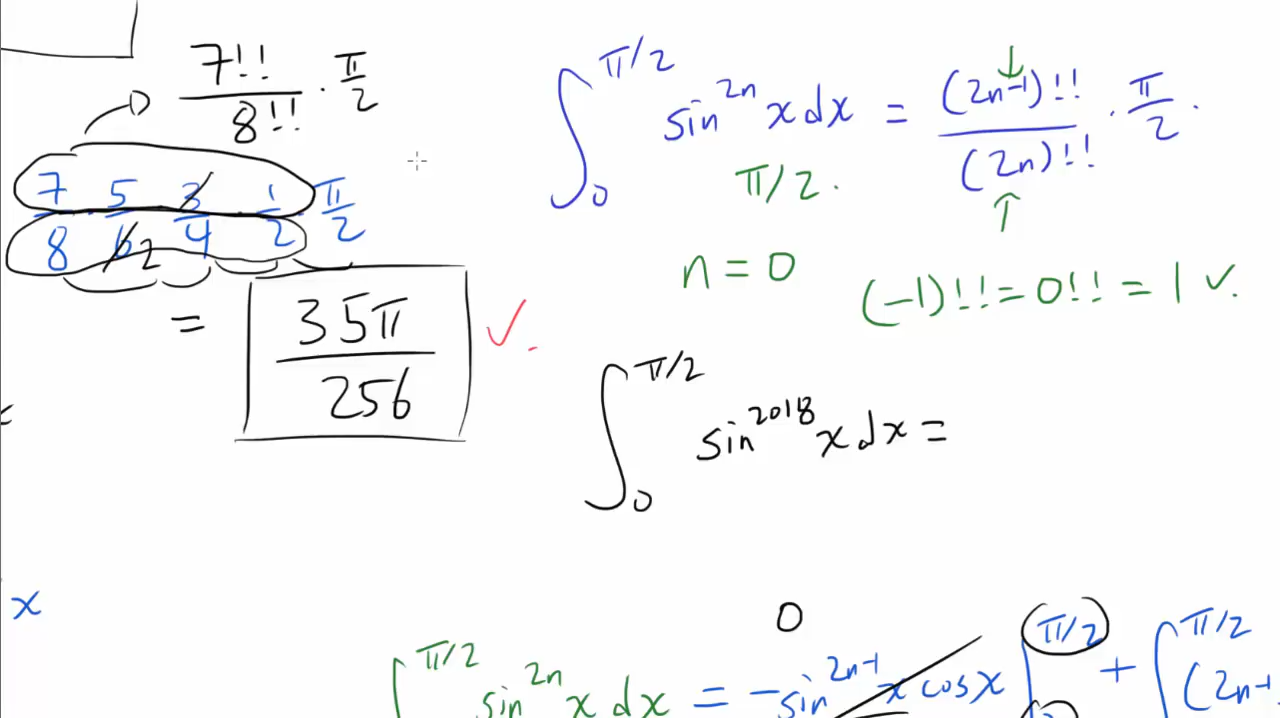 7!!/8!! · π/2
7/8 · 5/6 2 · 3/4 · 1/2 · π/2
= 35π/256 ✓.
∫₀^{π/2} sin^{2n} x dx = (2n-1)!!/(2n)!! · π/2.
π/2.
n = 0
(-1)!! = 0!! = 1 ✓.
∫₀^{π/2} sin^{2018} x dx =
x
0
∫^{π/2} sin^{2n} x dx = -sin^{2n-1} x cos x |^{π/2} + ∫^{π/2} (2n-1